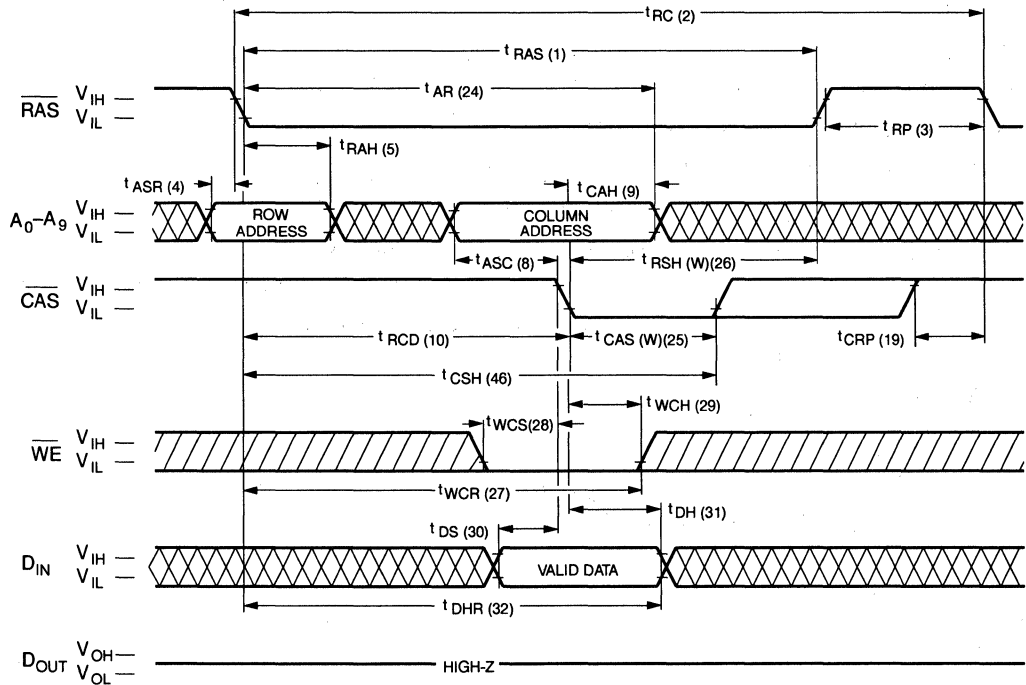 t RC (2)
t RAS (1)
t AR (24)
RAS
V IH
V IL
t RP (3)
t RAH (5)
t ASR (4)
t CAH (9)
A0–A9
V IH
V IL
ROW ADDRESS
COLUMN ADDRESS
t ASC (8)
t RSH (W)(26)
CAS
V IH
V IL
t RCD (10)
t CAS (W)(25)
t CRP (19)
t CSH (46)
t WCH (29)
t WCS(28)
WE
V IH
V IL
t WCR (27)
t DH (31)
t DS (30)
D IN
V IH
V IL
VALID DATA
t DHR (32)
D OUT
V OH
V OL
HIGH-Z